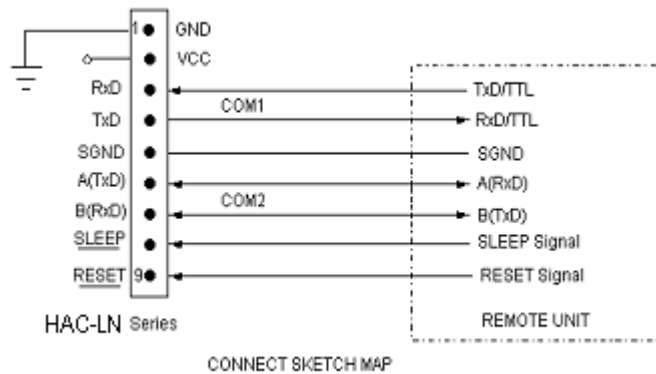 1 GND
VCC
RxD TxD/TTL
COM1
TxD RxD/TTL
SGND SGND
A(TxD) A(RxD)
COM2
B(RxD) B(TxD)
SLEEP SLEEP Signal
RESET 9 RESET Signal
HAC-LN Series REMOTE UNIT
CONNECT SKETCH MAP